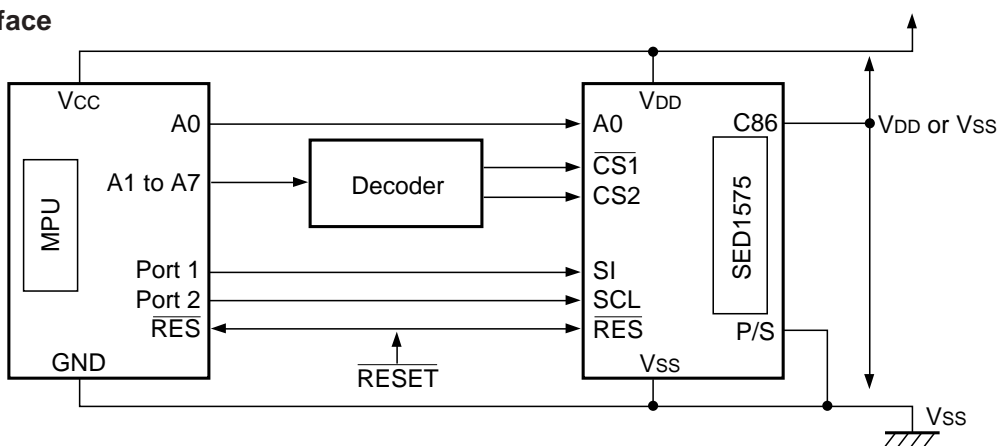 face
VCC
A0
A1 to A7
MPU
Port 1
Port 2
RES
GND
Decoder
RESET
VDD
A0
CS1
CS2
SI
SCL
RES
VSS
C86
SED1575
P/S
VDD or VSS
VSS